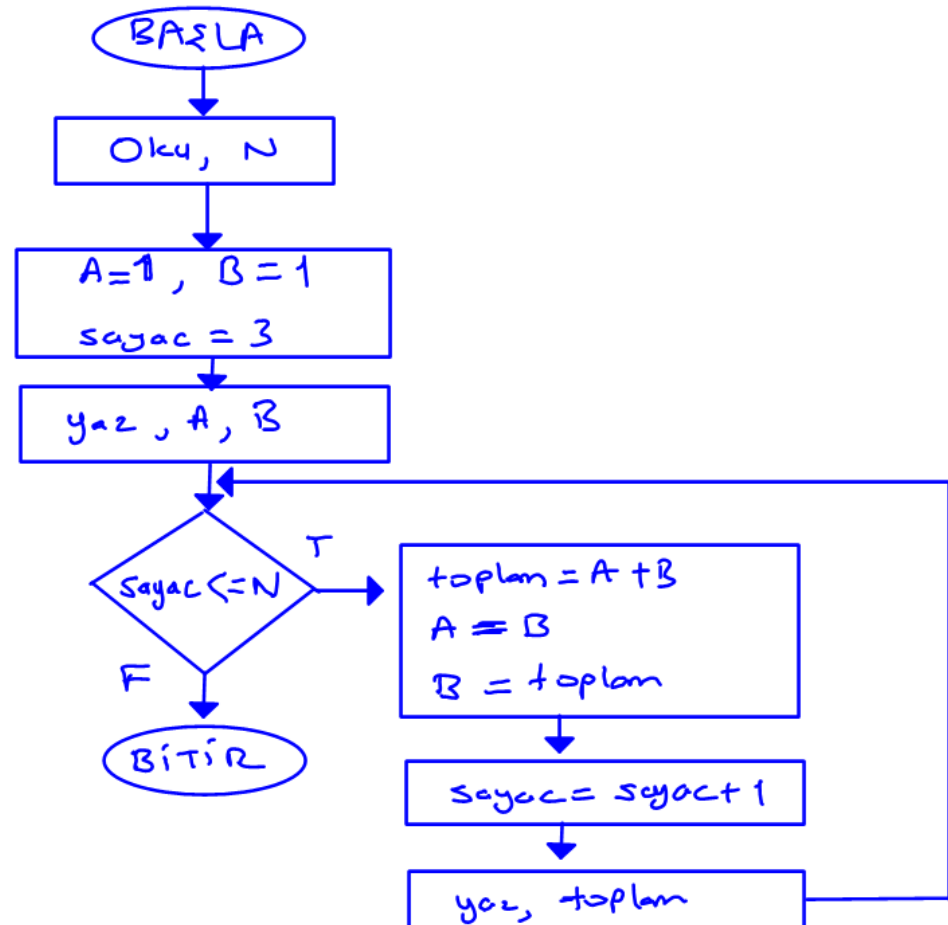 BAŞLA
Oku, N
A=1, B=1
sayac = 3
yaz, A, B
sayac<=N
T
F
BİTİR
toplam = A+B
A = B
B = toplam
sayac = sayac+1
yaz, toplam